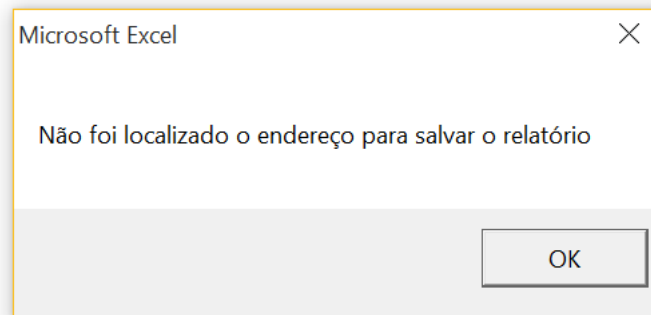 Microsoft Excel
Não foi localizado o endereço para salvar o relatório
OK